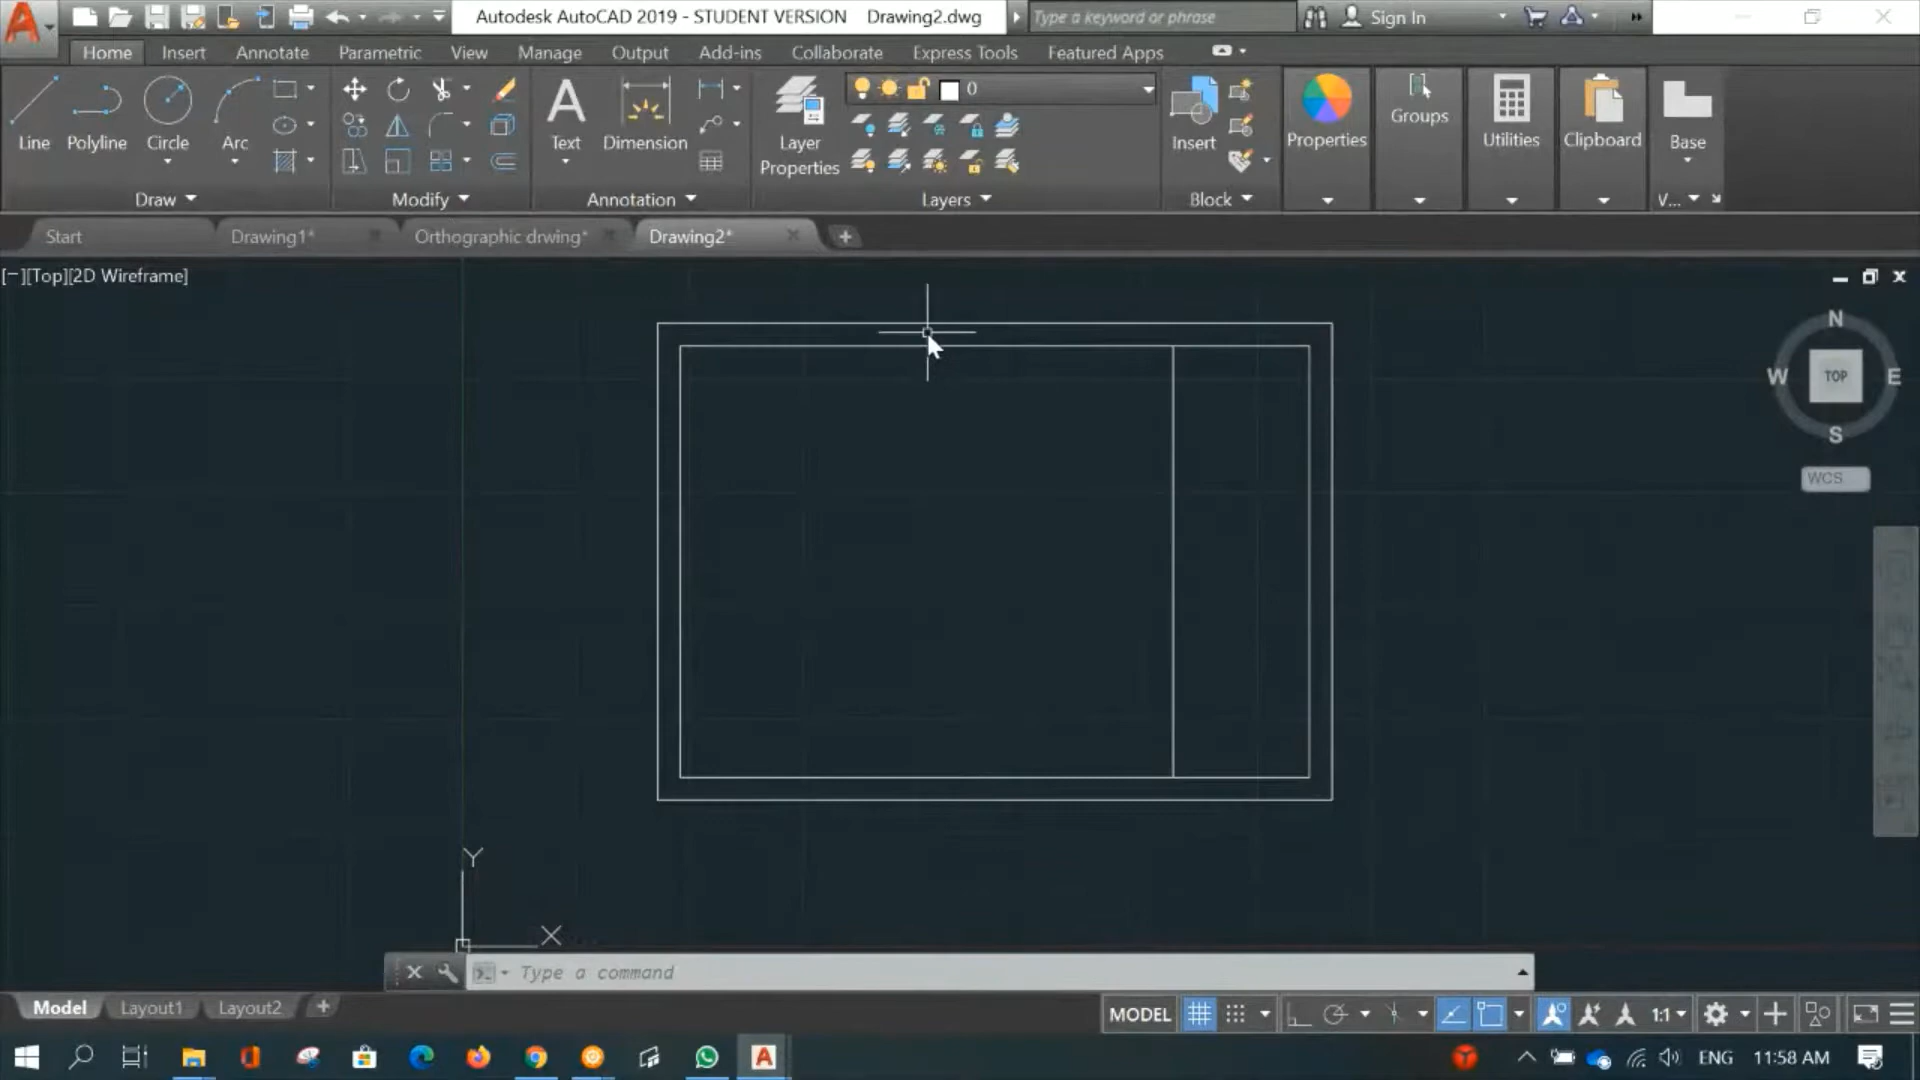 Autodesk AutoCAD 2019 - STUDENT VERSION Drawing2.dwg
Type a keyword or phrase
Sign In
Home Insert Annotate Parametric View Manage Output Add-ins Collaborate Express Tools Featured Apps
0
Line Polyline Circle Arc
Text Dimension
Layer Properties
Insert
Properties
Groups
Utilities
Clipboard
Base
Draw Modify Annotation Layers Block V...
Start Drawing1* Orthographic drwing* Drawing2*
[−][Top][2D Wireframe]
N
W TOP E
S
WCS
Y
X
Type a command
Model Layout1 Layout2
MODEL 1:1
ENG 11:58 AM